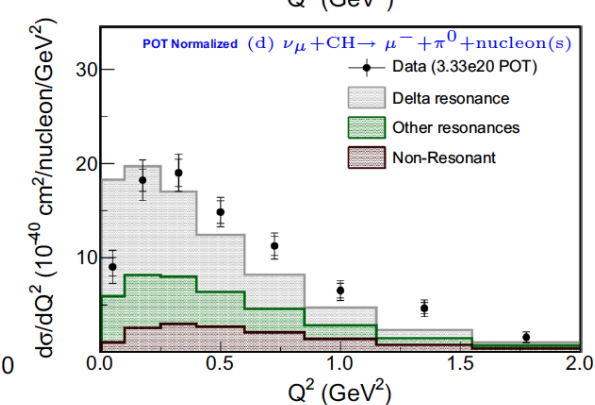 Q² (GeV²)
POT Normalized (d) νμ+CH→ μ⁻+π⁰+nucleon(s)
Data (3.33e20 POT)
Delta resonance
Other resonances
Non-Resonant
dσ/dQ² (10⁻⁴⁰ cm²/nucleon/GeV²)
30
20
10
0
0.0 0.5 1.0 1.5 2.0
Q² (GeV²)